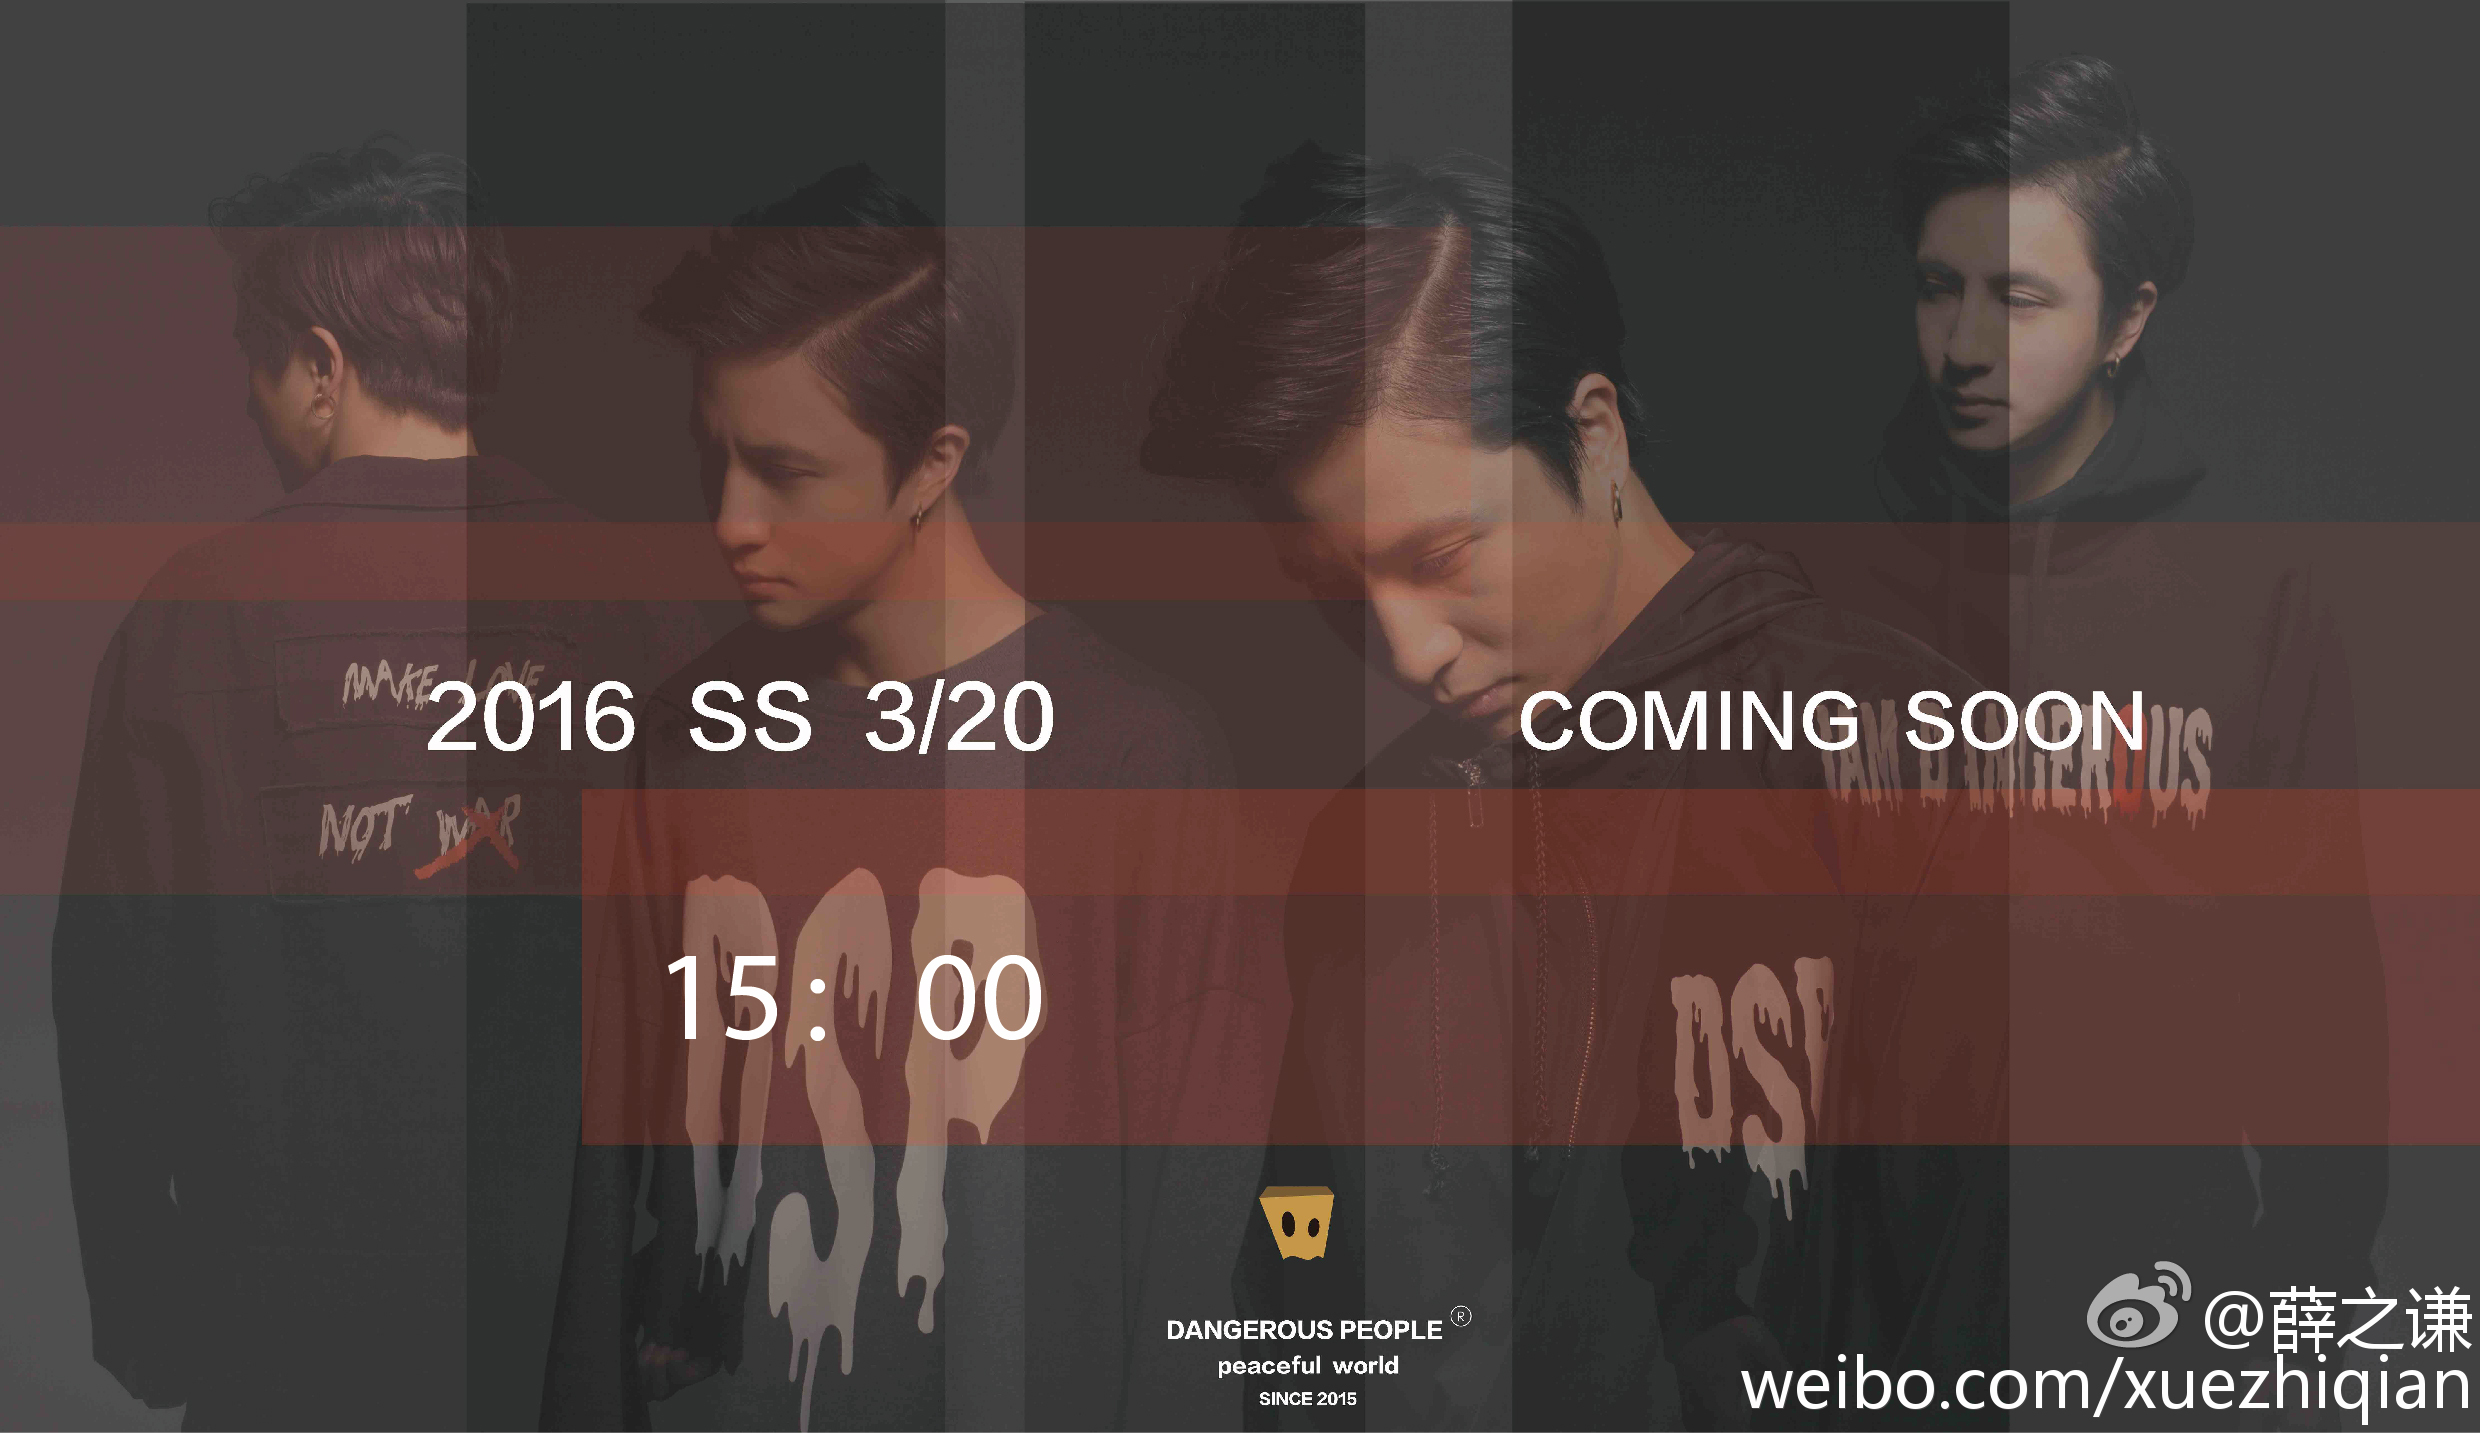 MAKE LOVE
NOT WAR
2016 SS 3/20
COMING SOON
I AM DANGEROUS
15: 00
DSP
DSP
DANGEROUS PEOPLE ®
peaceful world
SINCE 2015
@薛之谦
weibo.com/xuezhiqian